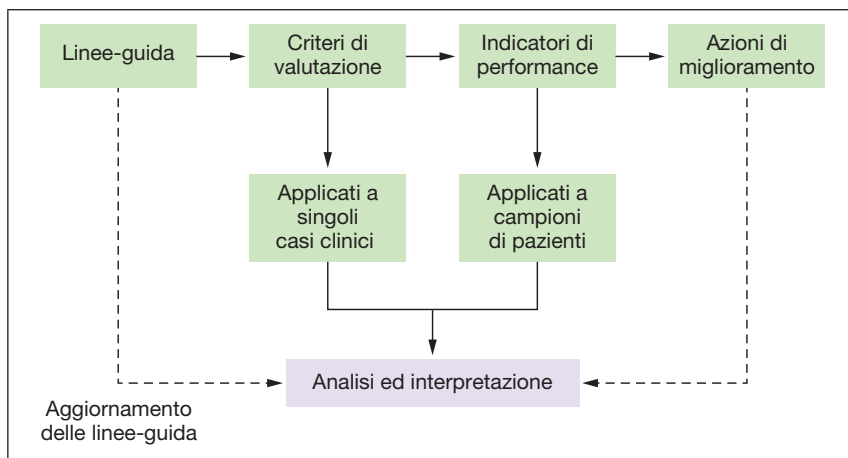 Linee-guida
Criteri di
valutazione
Indicatori di
performance
Azioni di
miglioramento
Applicati a
singoli
casi clinici
Applicati a
campioni
di pazienti
Analisi ed interpretazione
Aggiornamento
delle linee-guida